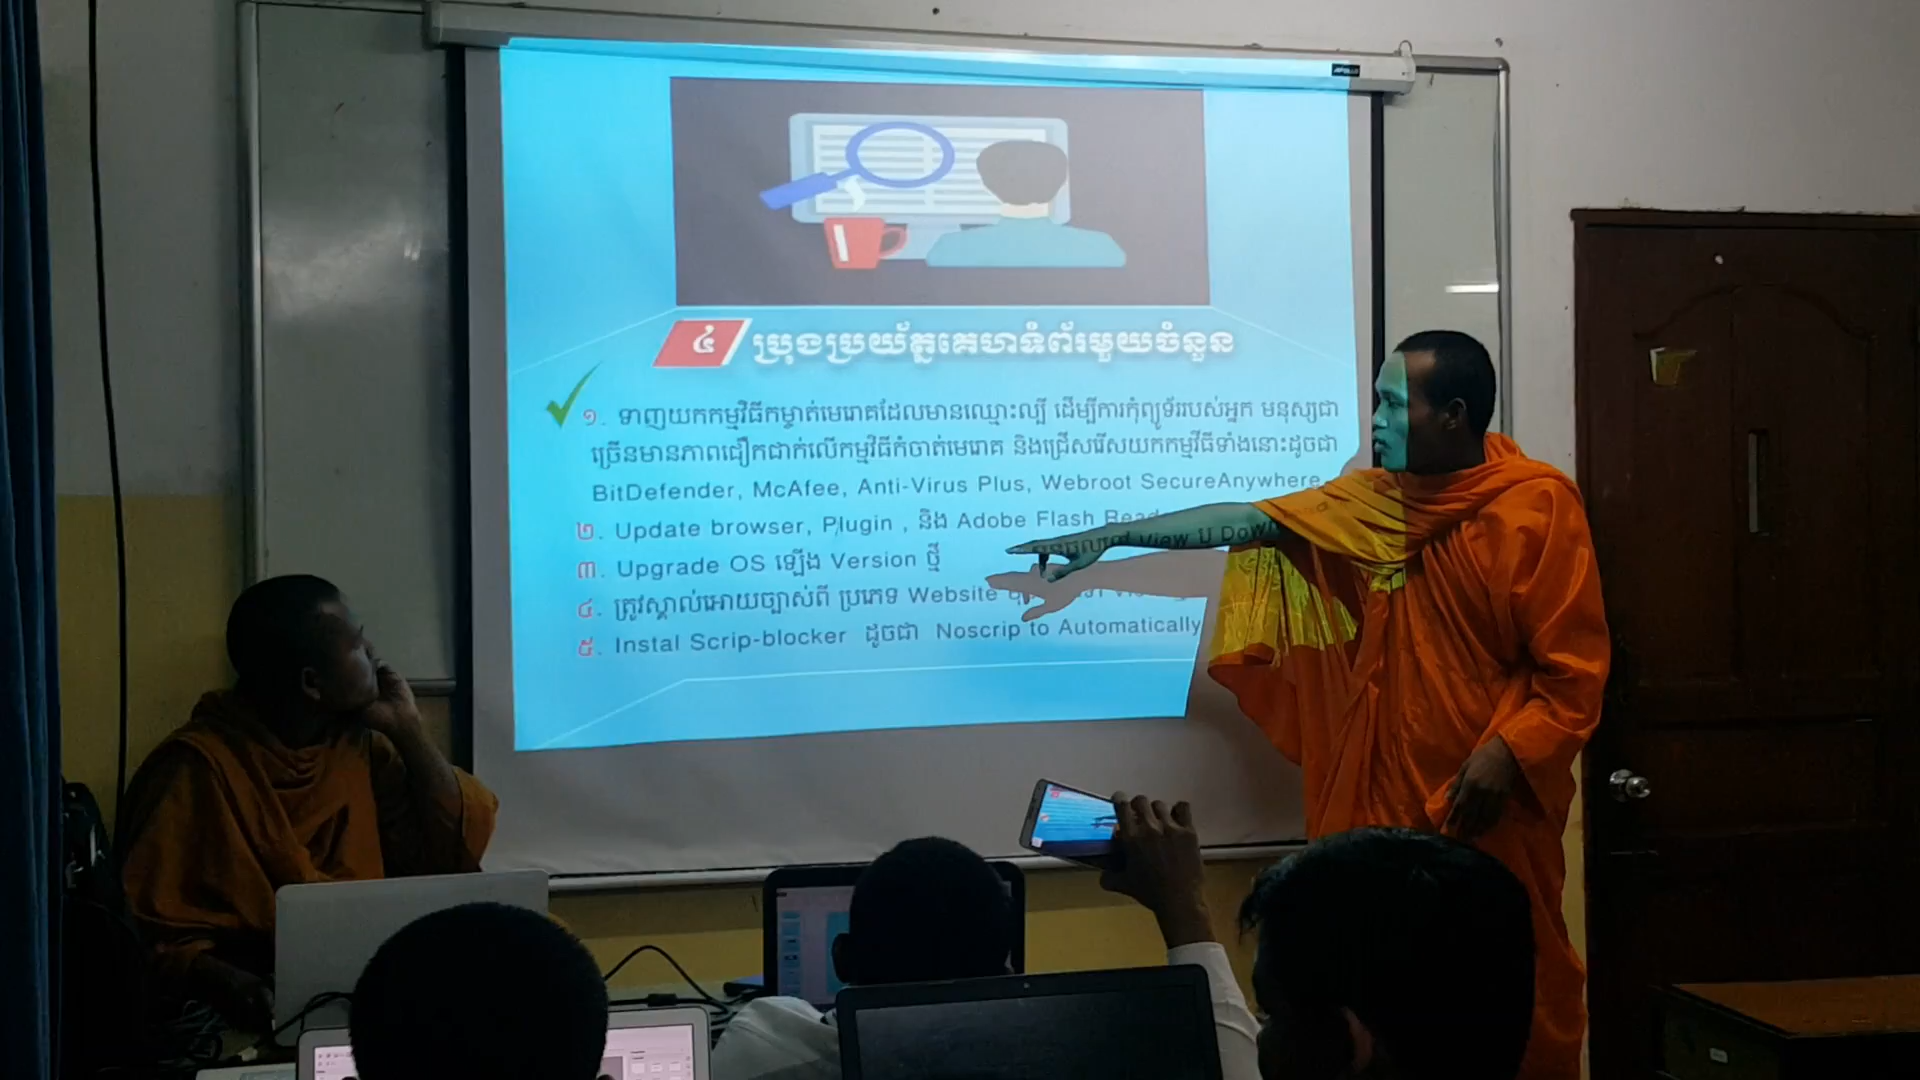 APOLLO
៤ ប្រុងប្រយ័ត្នគេហទំព័រមួយចំនួន
១. ទាញយកកម្មវិធីកម្ចាត់មេរោគដែលមានឈ្មោះល្បី ដើម្បីការកុំព្យូទ័ររបស់អ្នក មនុស្សជា
ច្រើនមានភាពជឿកជាក់លើកម្មវិធីកំចាត់មេរោគ និងជ្រើសរើសយកកម្មវីធីទាំងនោះដូចជា
BitDefender, McAfee, Anti-Virus Plus, Webroot SecureAnywhere
២. Update browser, Plugin , និង Adobe Flash
៣. Upgrade OS ឡើង Version ថ្មី View U Down
៤. ត្រូវស្គាល់អោយច្បាស់ពី ប្រភេទ Website
៥. Instal Scrip-blocker ដូចជា Noscrip to Automatically